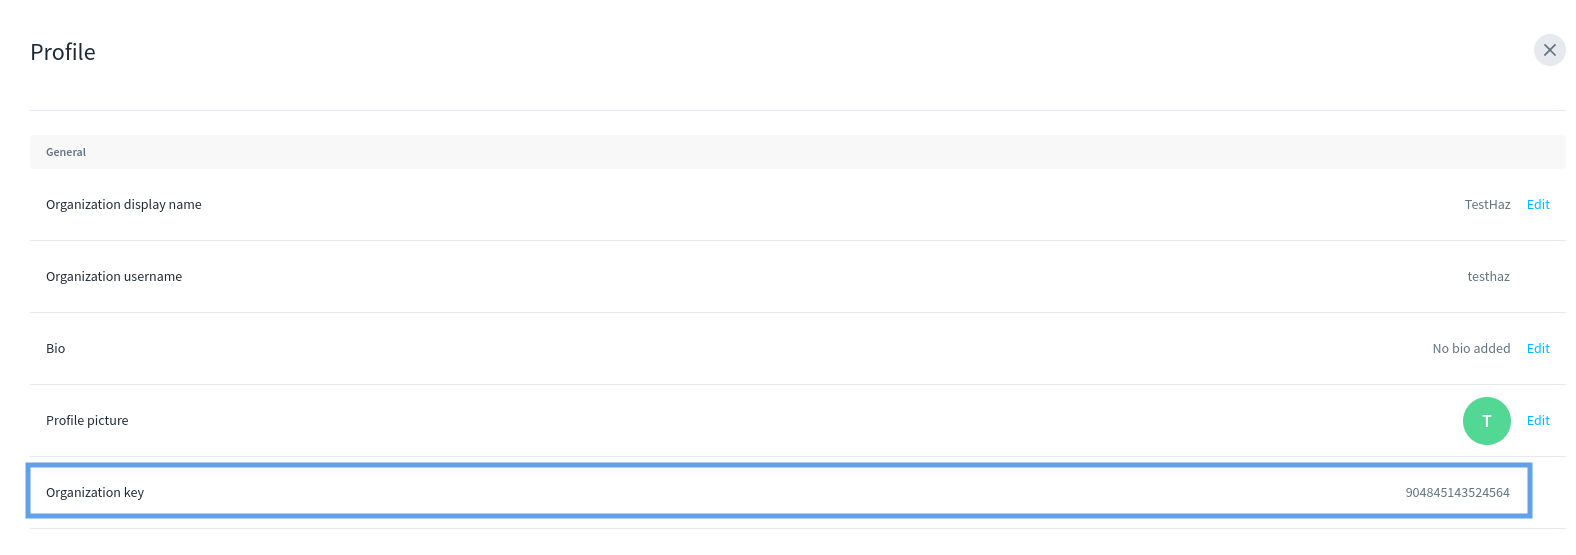 Profile
General
Organization display name TestHaz Edit
Organization username testhaz
Bio No bio added Edit
Profile picture T Edit
Organization key 904845143524564